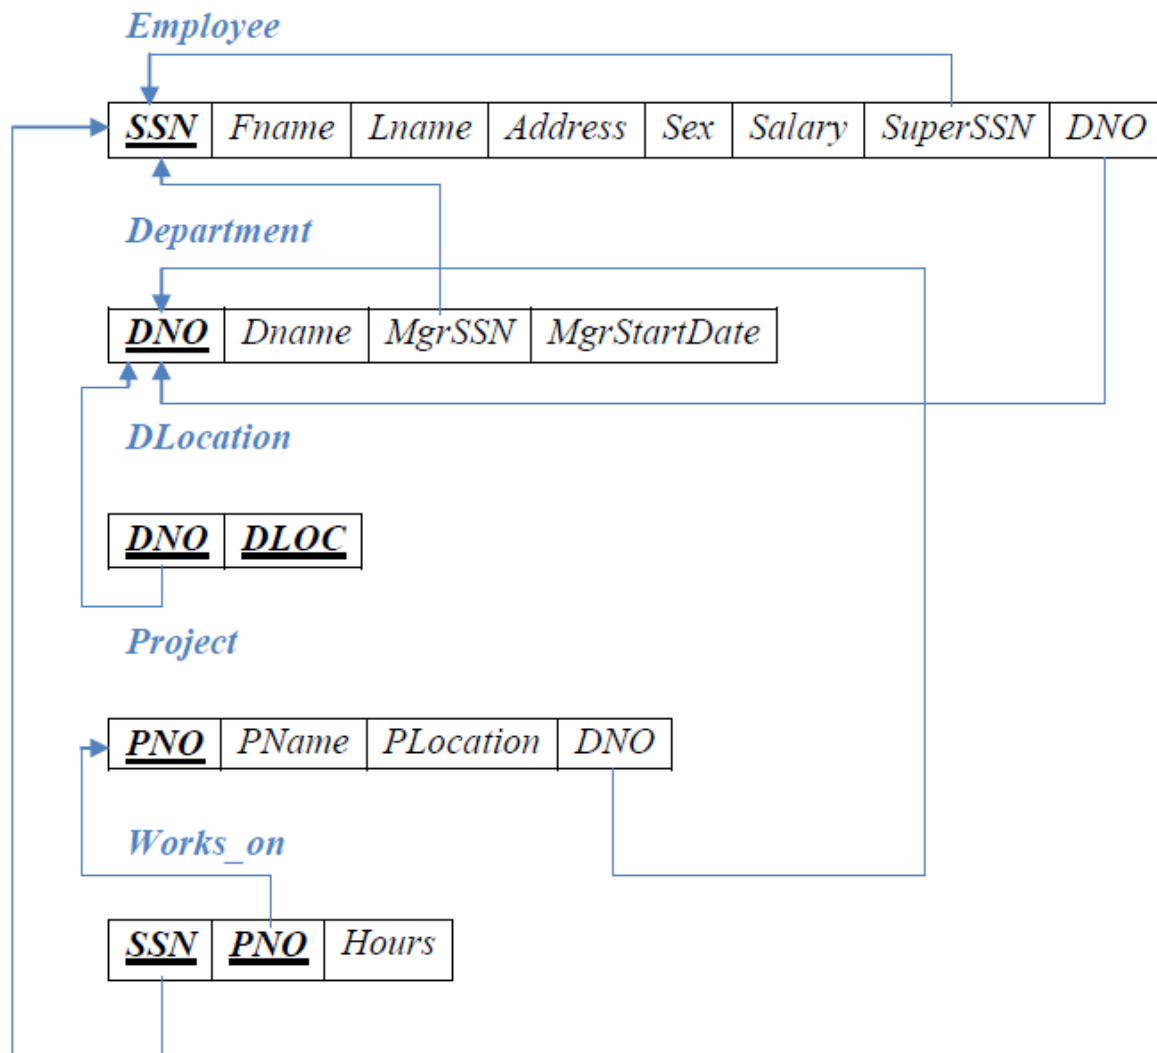 Employee
SSN Fname Lname Address Sex Salary SuperSSN DNO
Department
DNO Dname MgrSSN MgrStartDate
DLocation
DNO DLOC
Project
PNO PName PLocation DNO
Works_on
SSN PNO Hours